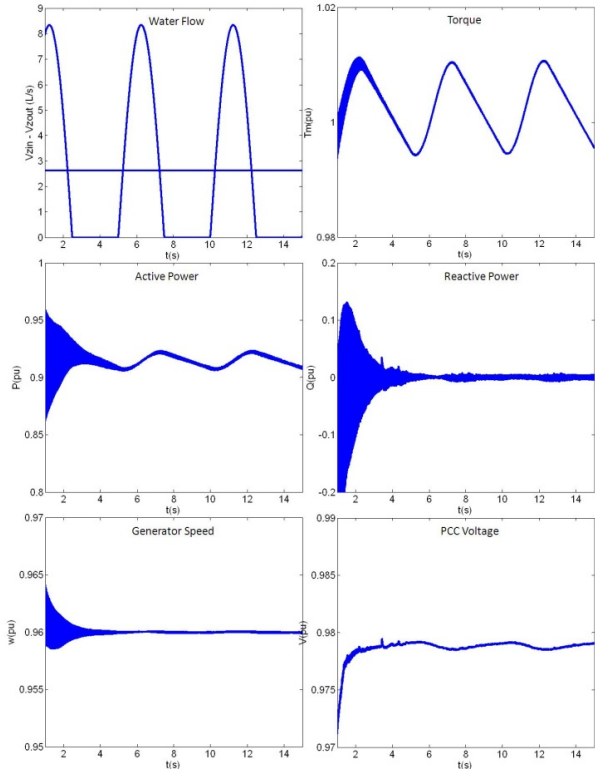 Water Flow
9
8
7
6
5
4
3
2
1
0
Vzin - Vzout (L/s)
2 4 6 8 10 12 14
t(s)
Torque
1.02
1
0.98
Tm(pu)
2 4 6 8 10 12 14
t(s)
Active Power
1
0.95
0.9
0.85
0.8
P(pu)
2 4 6 8 10 12 14
t(s)
Reactive Power
0.2
0.1
0
-0.1
-0.2
Q(pu)
2 4 6 8 10 12 14
t(s)
Generator Speed
0.97
0.965
0.96
0.955
0.95
w(pu)
2 4 6 8 10 12 14
t(s)
PCC Voltage
0.99
0.985
0.98
0.975
0.97
V(pu)
2 4 6 8 10 12 14
t(s)